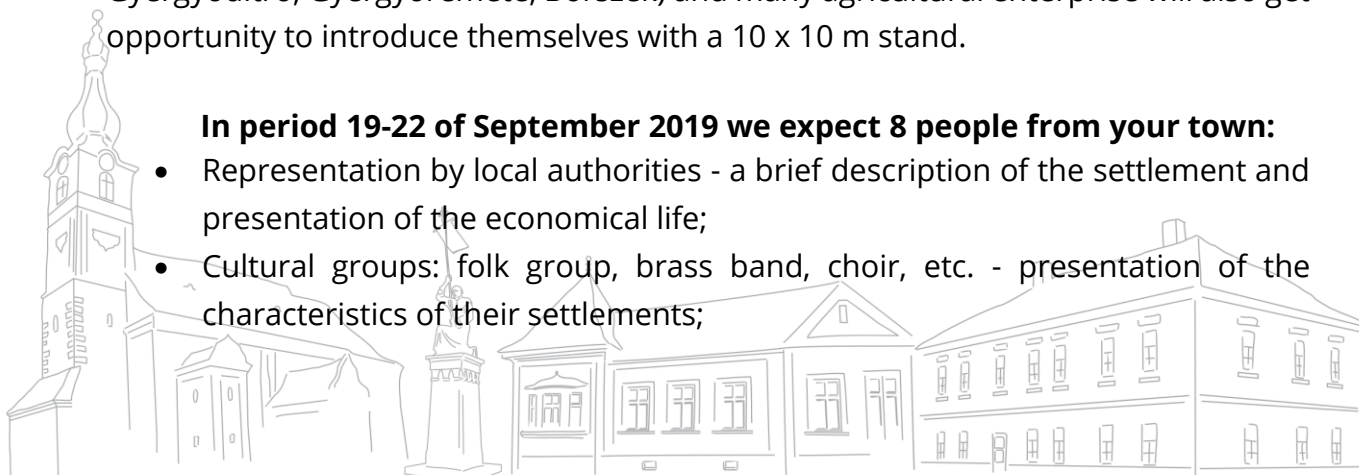 opportunity to introduce themselves with a 10 x 10 m stand.
In period 19-22 of September 2019 we expect 8 people from your town:
• Representation by local authorities - a brief description of the settlement and
presentation of the economical life;
• Cultural groups: folk group, brass band, choir, etc. - presentation of the
characteristics of their settlements;